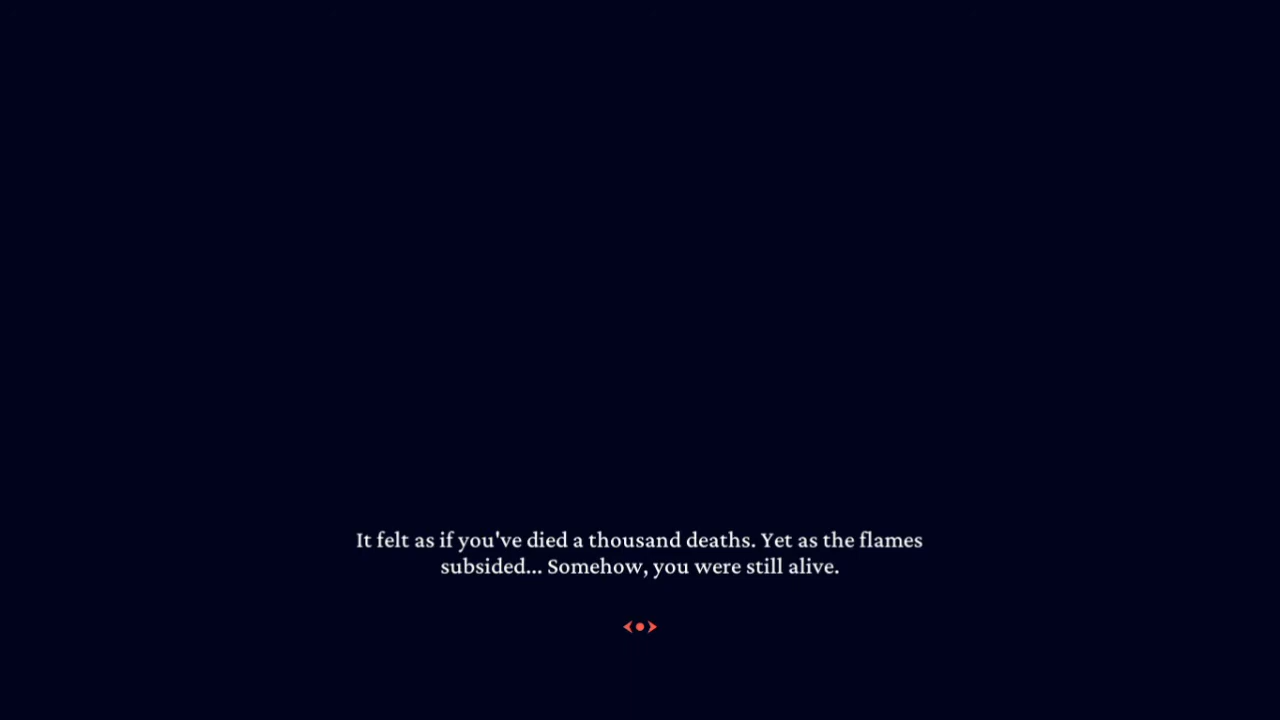 It felt as if you've died a thousand deaths. Yet as the flames
subsided... Somehow, you were still alive.